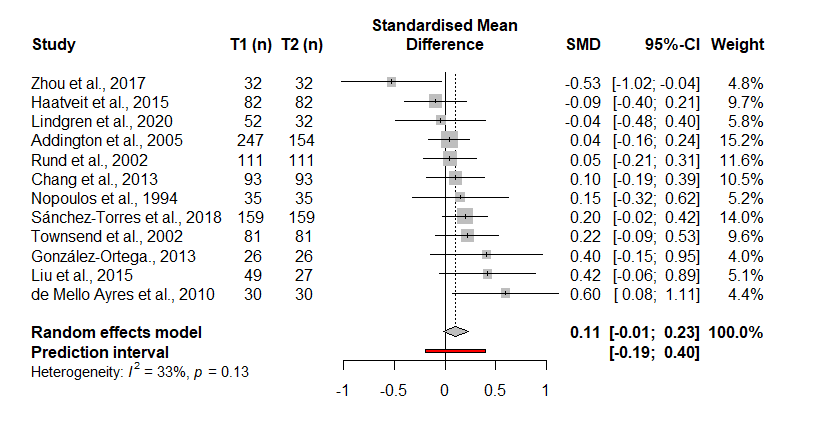 Standardised Mean
Study T1 (n) T2 (n) Difference SMD 95%-CI Weight
Zhou et al., 2017 32 32 -0.53 [-1.02; -0.04] 4.8%
Haatveit et al., 2015 82 82 -0.09 [-0.40; 0.21] 9.7%
Lindgren et al., 2020 52 32 -0.04 [-0.48; 0.40] 5.8%
Addington et al., 2005 247 154 0.04 [-0.16; 0.24] 15.2%
Rund et al., 2002 111 111 0.05 [-0.21; 0.31] 11.6%
Chang et al., 2013 93 93 0.10 [-0.19; 0.39] 10.5%
Nopoulos et al., 1994 35 35 0.15 [-0.32; 0.62] 5.2%
Sánchez-Torres et al., 2018 159 159 0.20 [-0.02; 0.42] 14.0%
Townsend et al., 2002 81 81 0.22 [-0.09; 0.53] 9.6%
González-Ortega., 2013 26 26 0.40 [-0.15; 0.95] 4.0%
Liu et al., 2015 49 27 0.42 [-0.06; 0.89] 5.1%
de Mello Ayres et al., 2010 30 30 0.60 [ 0.08; 1.11] 4.4%
Random effects model 0.11 [-0.01; 0.23] 100.0%
Prediction interval [-0.19; 0.40]
Heterogeneity: I² = 33%, p = 0.13
-1 -0.5 0 0.5 1